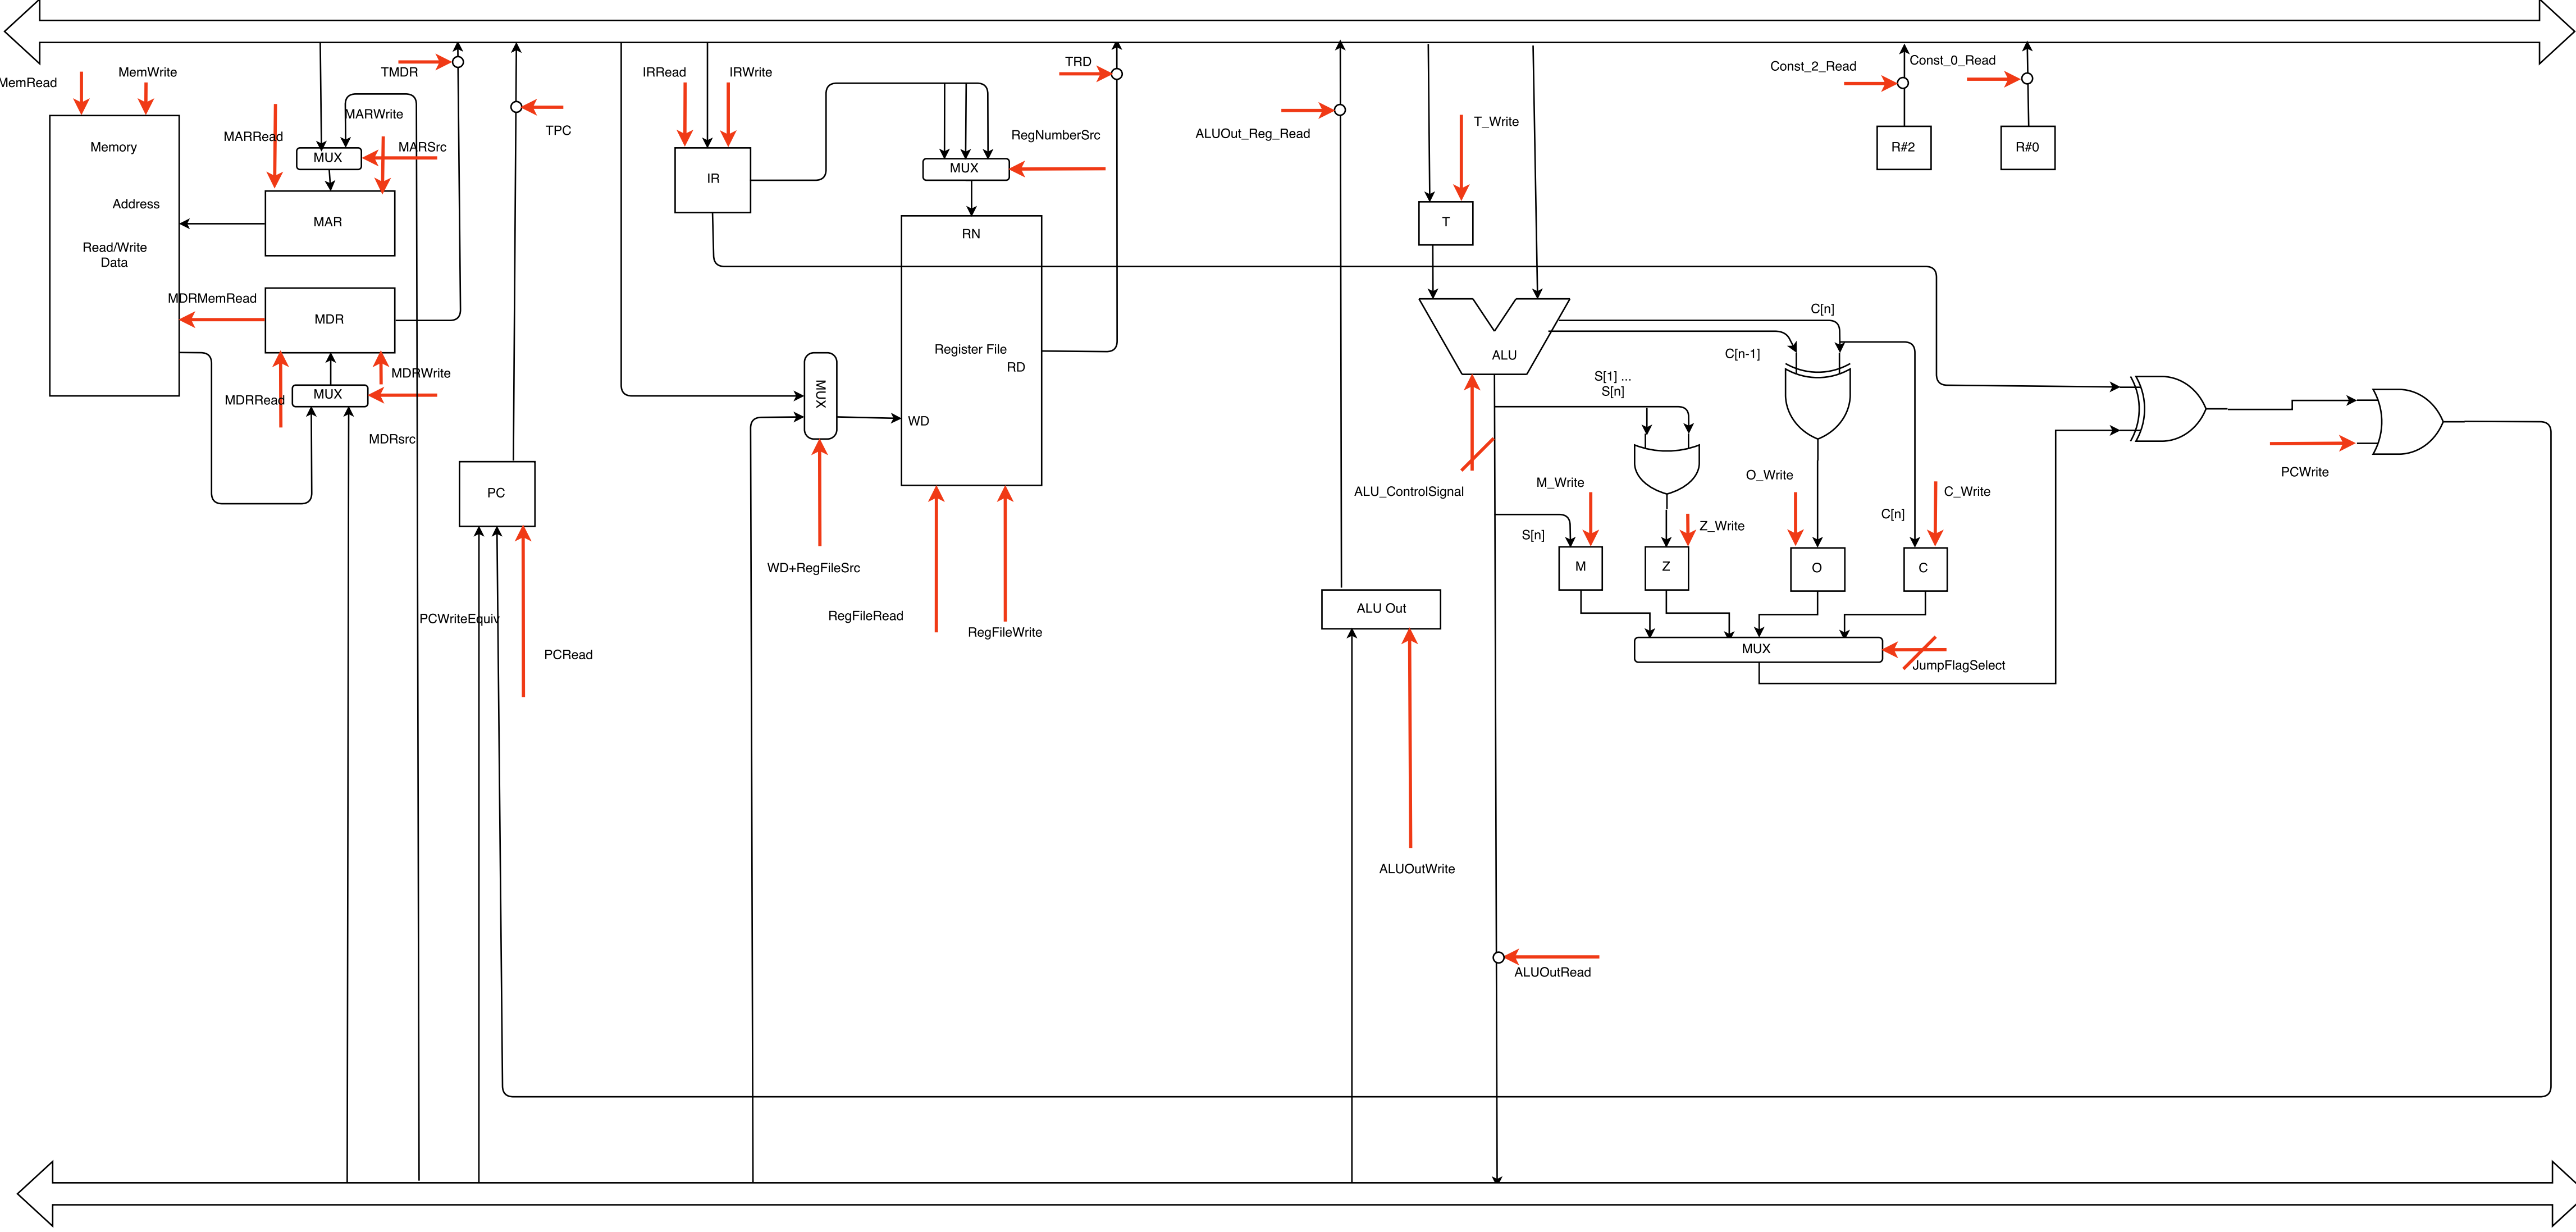 MemRead
MemWrite
TMDR
TPC
IRRead
IRWrite
TRD
RegNumberSrc
ALUOut_Reg_Read
T_Write
Const_2_Read
Const_0_Read
Memory
Address
Read/Write
Data
MARRead
MARWrite
MUX
MARSrc
MAR
MDRMemRead
MDR
MDRRead
MDRWrite
MUX
MDRsrc
PC
PCWriteEquiv
PCRead
IR
MUX
RN
Register File
RD
WD
MUX
WD+RegFileSrc
RegFileRead
RegFileWrite
T
R#2
R#0
ALU
C[n]
C[n-1]
S[1] ...
S[n]
ALU_ControlSignal
M_Write
Z_Write
O_Write
C_Write
C[n]
S[n]
M
Z
O
C
MUX
JumpFlagSelect
PCWrite
ALU Out
ALUOutWrite
ALUOutRead